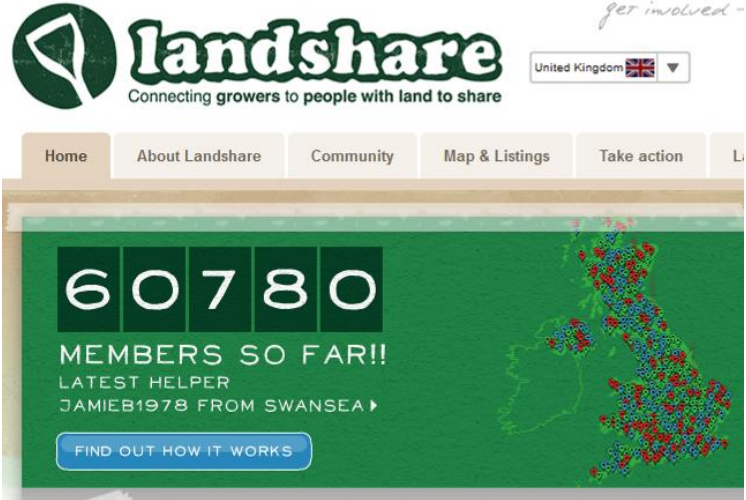 get involved -
landshare
Connecting growers to people with land to share
United Kingdom
Home About Landshare Community Map & Listings Take action
60780
MEMBERS SO FAR!!
LATEST HELPER
JAMIEB1978 FROM SWANSEA
FIND OUT HOW IT WORKS